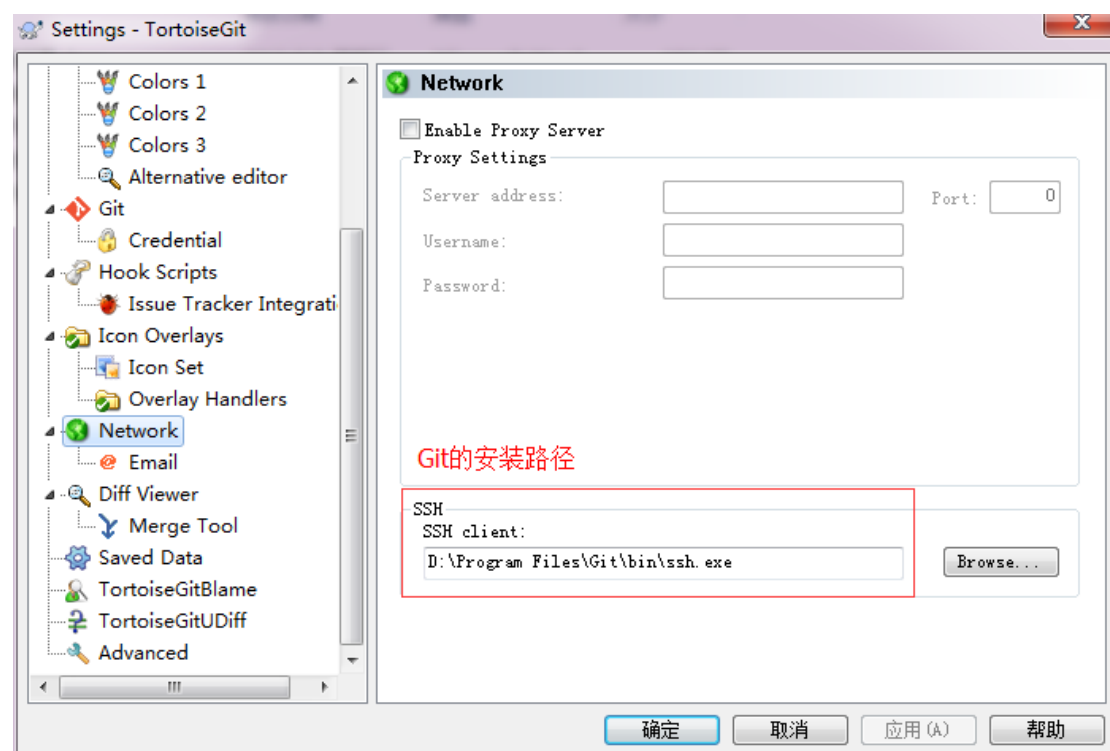 Settings - TortoiseGit
Colors 1
Colors 2
Colors 3
Alternative editor
Git
Credential
Hook Scripts
Issue Tracker Integrati
Icon Overlays
Icon Set
Overlay Handlers
Network
Email
Diff Viewer
Merge Tool
Saved Data
TortoiseGitBlame
TortoiseGitUDiff
Advanced
Network
Enable Proxy Server
Proxy Settings
Server address:
Port: 0
Username:
Password:
Git的安装路径
SSH
SSH client:
D:\Program Files\Git\bin\ssh.exe
Browse...
确定 取消 应用(A) 帮助